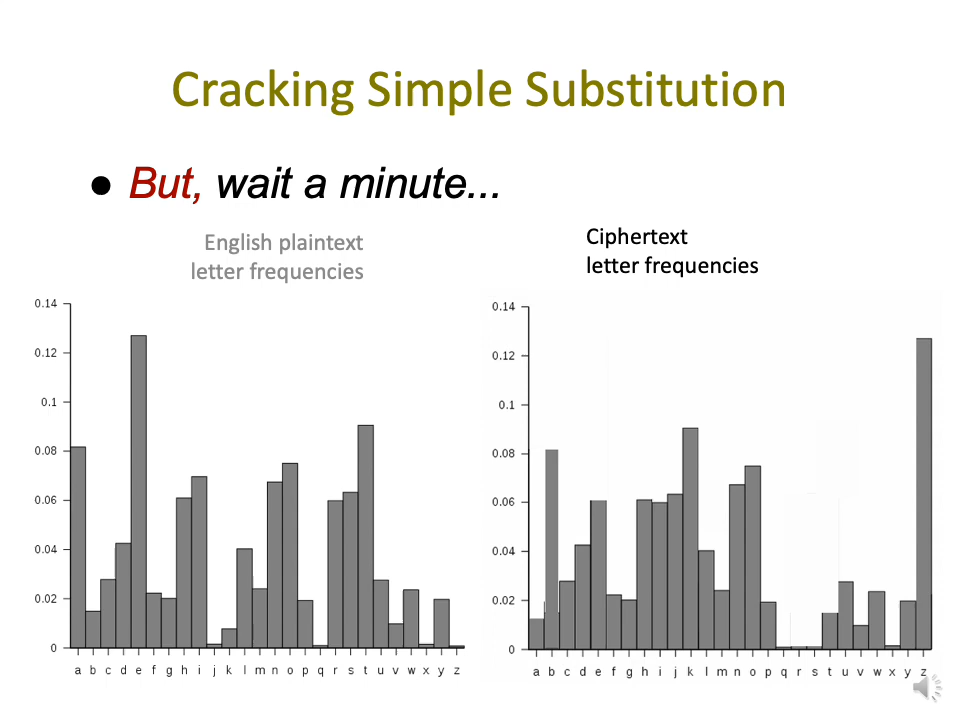 Cracking Simple Substitution
● But, wait a minute...
English plaintext
letter frequencies
0.14
0.12
0.1
0.08
0.06
0.04
0.02
0
a b c d e f g h i j k l m n o p q r s t u v w x y z
Ciphertext
letter frequencies
0.14
0.12
0.1
0.08
0.06
0.04
0.02
0
a b c d e f g h i j k l m n o p q r s t u v w x y z